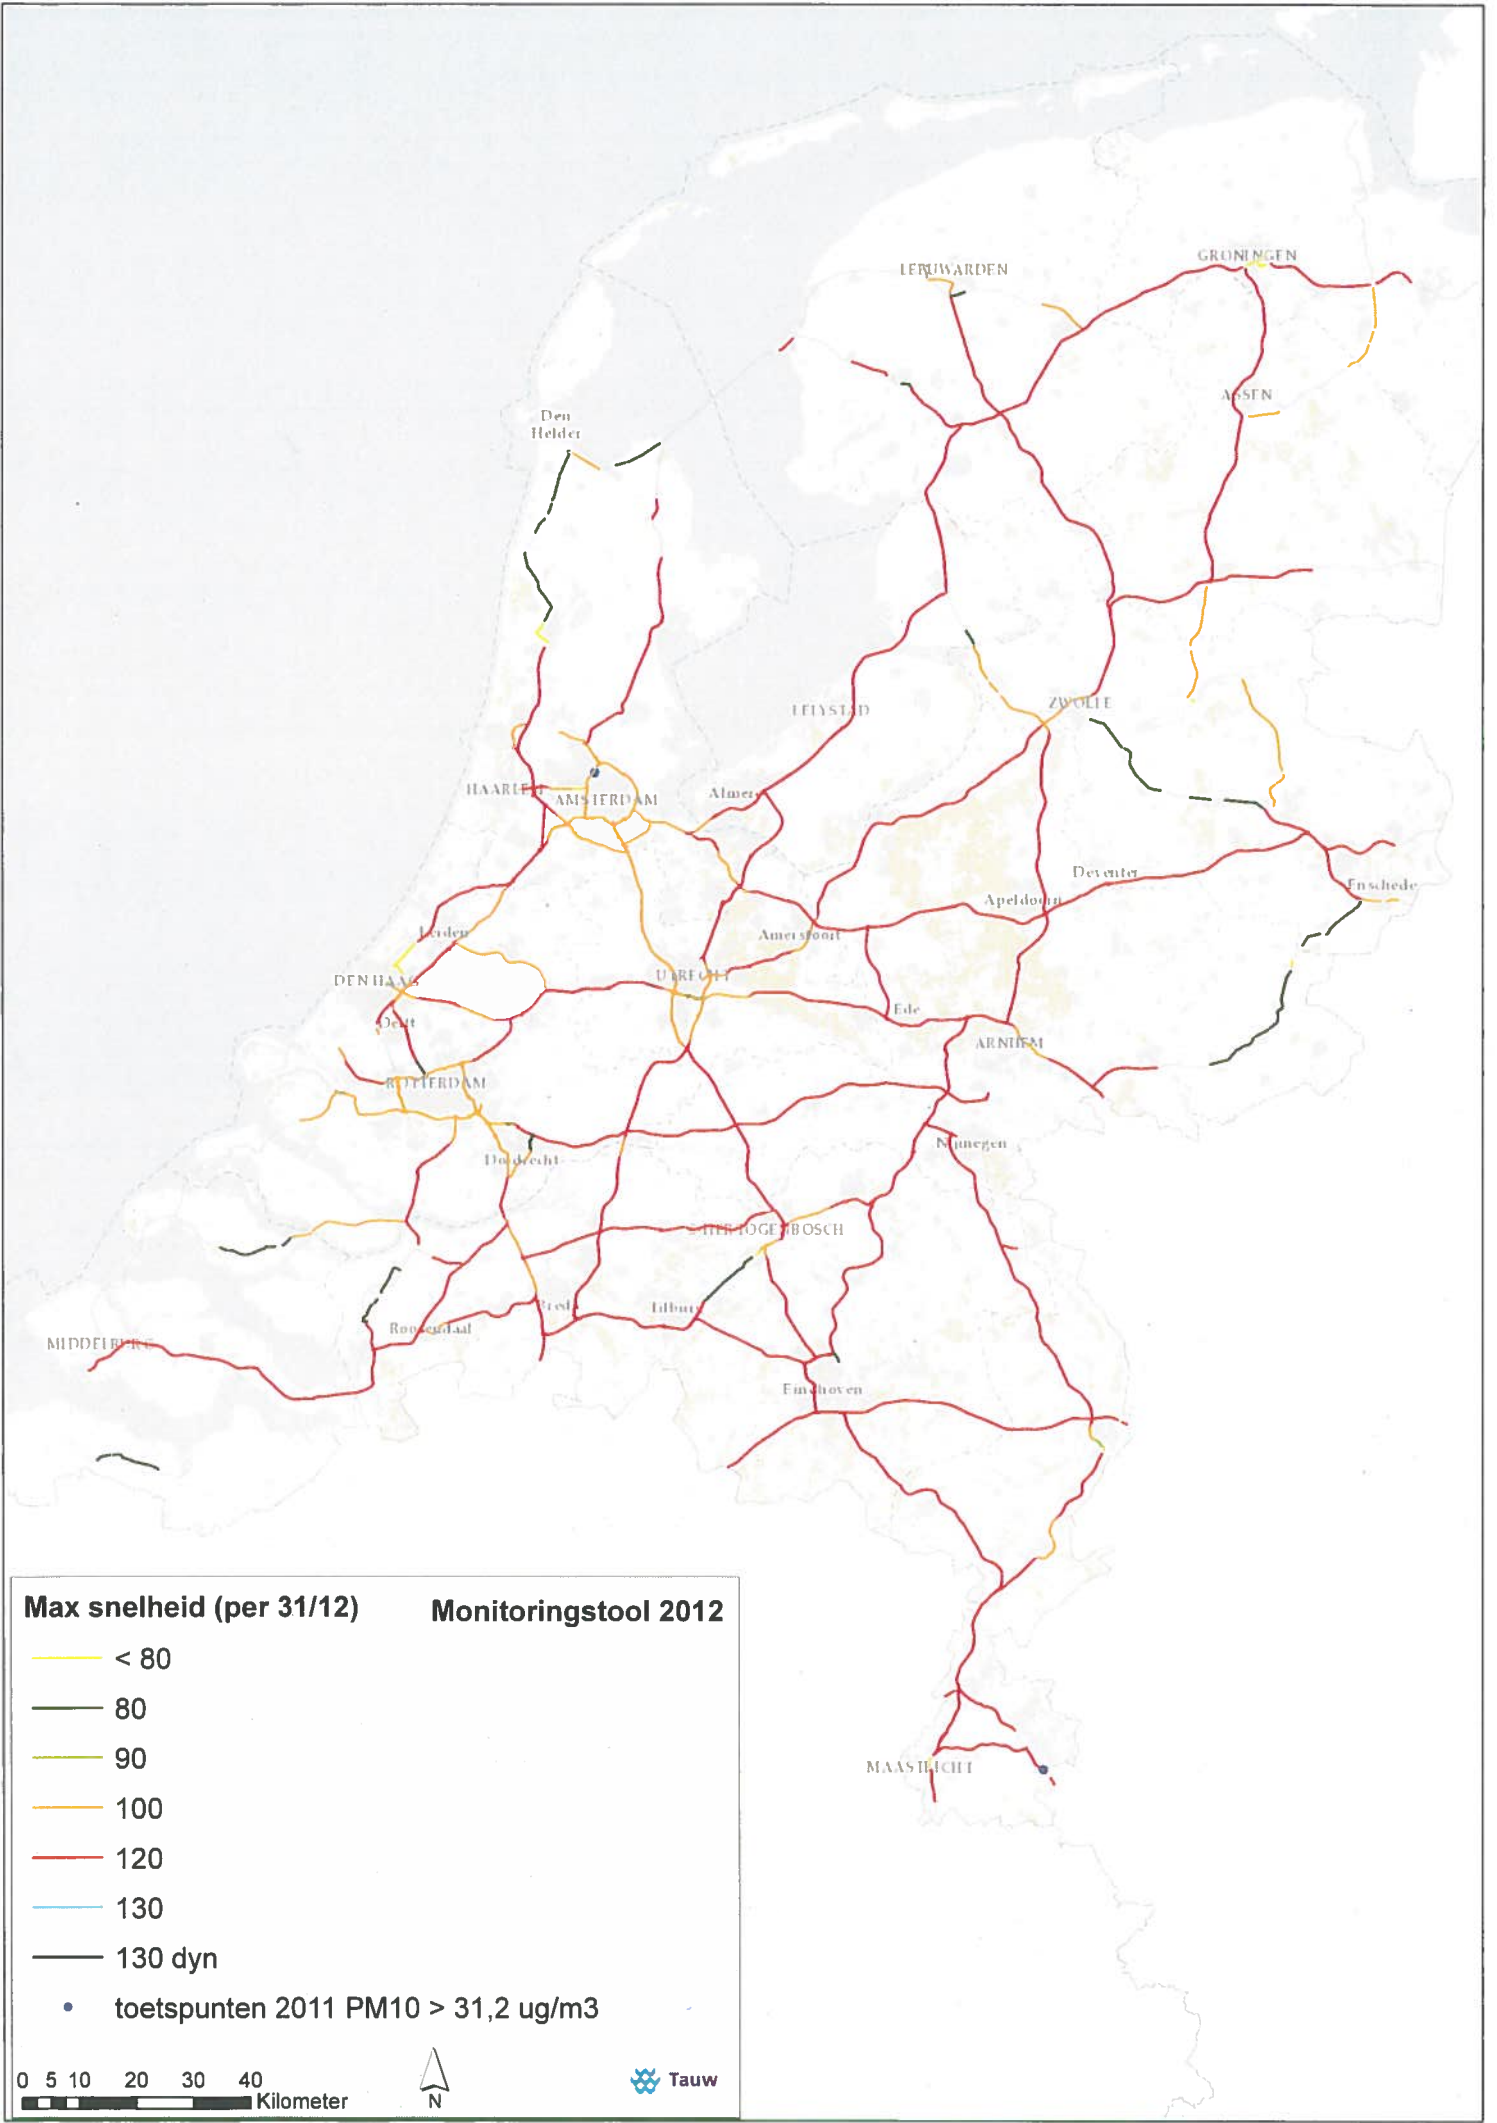 GRONINGEN
LEEUWARDEN
ASSEN
Den
Helder
ZWOLLE
LELYSTAD
HAARLEM
AMSTERDAM
Almere
Deventer
Enschede
Apeldoorn
Leiden
Amersfoort
DEN HAAG
UTRECHT
Ede
Delft
ARNHEM
ROTTERDAM
Nijmegen
Dordrecht
'S-HERTOGENBOSCH
Breda
Tilburg
Roosendaal
MIDDELBURG
Eindhoven
MAASTRICHT
Max snelheid (per 31/12) Monitoringstool 2012
< 80
80
90
100
120
130
130 dyn
toetspunten 2011 PM10 > 31,2 ug/m3
0 5 10 20 30 40
Kilometer
N
Tauw